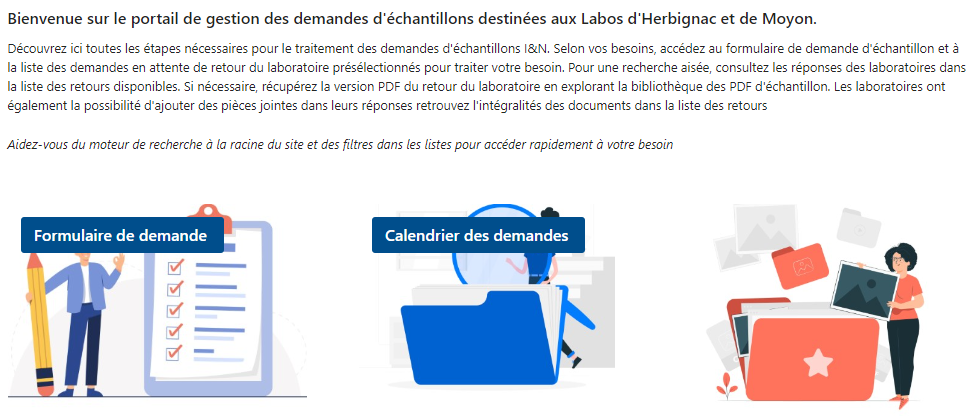 Bienvenue sur le portail de gestion des demandes d'échantillons destinées aux Labos d'Herbignac et de Moyon.
Découvrez ici toutes les étapes nécessaires pour le traitement des demandes d'échantillons I&N. Selon vos besoins, accédez au formulaire de demande d'échantillon et à
la liste des demandes en attente de retour du laboratoire présélectionnés pour traiter votre besoin. Pour une recherche aisée, consultez les réponses des laboratoires dans
la liste des retours disponibles. Si nécessaire, récupérez la version PDF du retour du laboratoire en explorant la bibliothèque des PDF d'échantillon. Les laboratoires ont
également la possibilité d'ajouter des pièces jointes dans leurs réponses retrouvez l'intégralités des documents dans la liste des retours
Aidez-vous du moteur de recherche à la racine du site et des filtres dans les listes pour accéder rapidement à votre besoin
Formulaire de demande
Calendrier des demandes